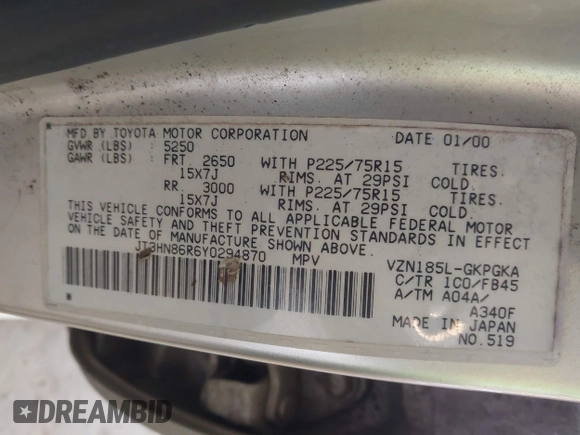 MFD BY TOYOTA MOTOR CORPORATION DATE 01/00
GVWR (LBS) 5250
GAWR (LBS) FRT 2650 WITH P225/75R15 TIRES.
15X7J RIMS. AT 29PSI COLD.
RR. 3000 WITH P225/75R15 TIRES.
15X7J RIMS. AT 29PSI COLD.
THIS VEHICLE CONFORMS TO ALL APPLICABLE FEDERAL MOTOR
VEHICLE SAFETY AND THEFT PREVENTION STANDARDS IN EFFECT
ON THE DATE OF MANUFACTURE SHOWN ABOVE.
JT3HN86R6Y0294870 MPV VZN185L-GKPGKA
C/TR 1C0/FB45
A/TM A04A/
A340F
MADE IN JAPAN
NO.519
DREAMBID